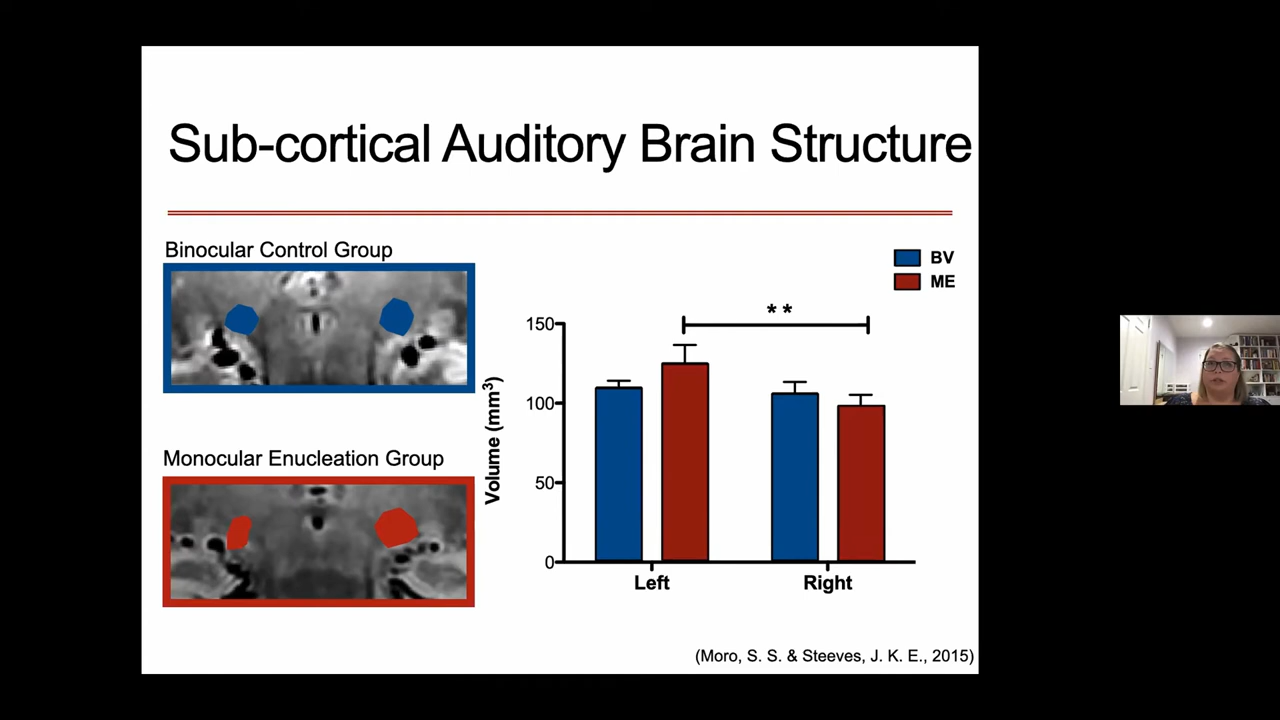 Sub-cortical Auditory Brain Structure
Binocular Control Group
Monocular Enucleation Group
BV
ME
**
Volume (mm³)
150
100
50
0
Left
Right
(Moro, S. S. & Steeves, J. K. E., 2015)